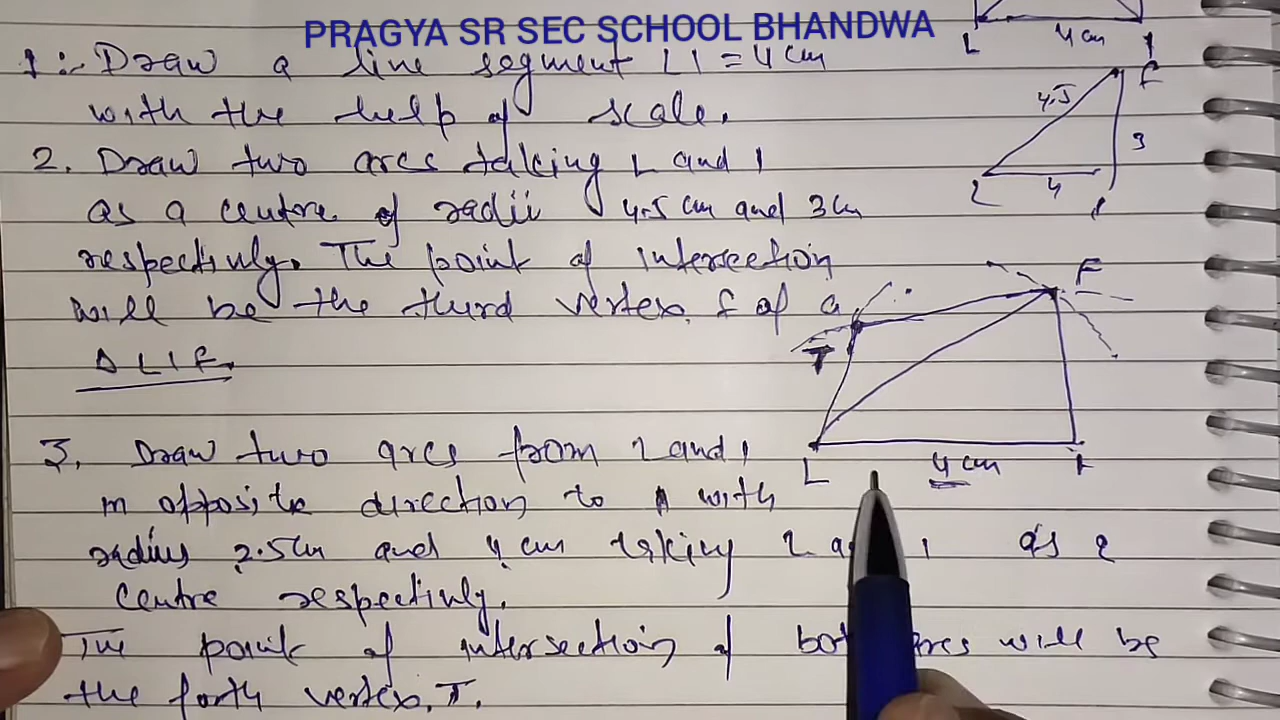 PRAGYA SR SEC SCHOOL BHANDWA
L 4 cm I
1:- Draw a line segment LI = 4 cm
with the help of scale.
4.5 F
3
L 4 I
2. Draw two arcs taking L and I
as a centre of radii 4.5 cm and 3 cm
respectivly. The point of intersection
will be the third vertex F of a
Δ LIF.
F
T
L 4 cm I
3. Draw two arcs from L and I
in opposite direction to with
radius 2.5 cm and 4 cm taking L I as a
centre respectivly.
The point of intersection of both arcs will be
the forth vertex, T.